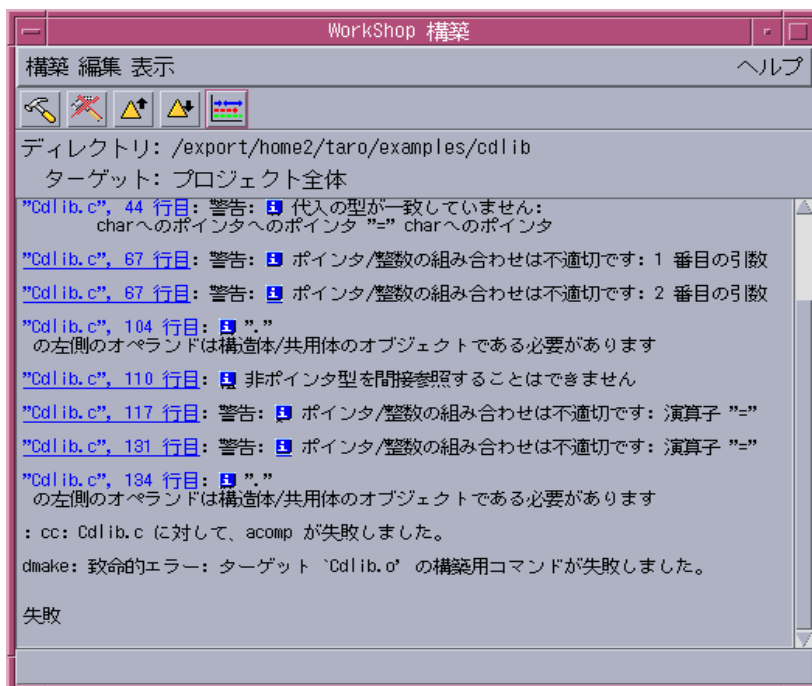 WorkShop 構築
構築 編集 表示 ヘルプ
ディレクトリ: /export/home2/taro/examples/cdlib
ターゲット: プロジェクト全体
"Cdlib.c", 44 行目: 警告: i 代入の型が一致していません:
charへのポインタへのポインタ "=" charへのポインタ
"Cdlib.c", 67 行目: 警告: i ポインタ/整数の組み合わせは不適切です: 1 番目の引数
"Cdlib.c", 67 行目: 警告: i ポインタ/整数の組み合わせは不適切です: 2 番目の引数
"Cdlib.c", 104 行目: i "."
の左側のオペランドは構造体/共用体のオブジェクトである必要があります
"Cdlib.c", 110 行目: i 非ポインタ型を間接参照することはできません
"Cdlib.c", 117 行目: 警告: i ポインタ/整数の組み合わせは不適切です: 演算子 "="
"Cdlib.c", 131 行目: 警告: i ポインタ/整数の組み合わせは不適切です: 演算子 "="
"Cdlib.c", 134 行目: i "."
の左側のオペランドは構造体/共用体のオブジェクトである必要があります
: cc: Cdlib.c に対して、acomp が失敗しました。
dmake: 致命的エラー: ターゲット `Cdlib.o' の構築用コマンドが失敗しました。
失敗